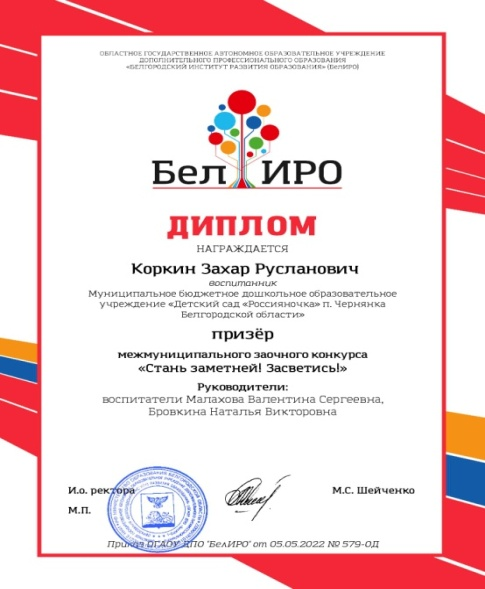 ОБЛАСТНОЕ ГОСУДАРСТВЕННОЕ АВТОНОМНОЕ ОБРАЗОВАТЕЛЬНОЕ УЧРЕЖДЕНИЕ
ДОПОЛНИТЕЛЬНОГО ПРОФЕССИОНАЛЬНОГО ОБРАЗОВАНИЯ
«БЕЛГОРОДСКИЙ ИНСТИТУТ РАЗВИТИЯ ОБРАЗОВАНИЯ» (БелИРО)
Бел ИРО
ДИПЛОМ
НАГРАЖДАЕТСЯ
Коркин Захар Русланович
воспитанник
Муниципальное бюджетное дошкольное образовательное
учреждение «Детский сад «Россияночка» п. Чернянка
Белгородской области»
призёр
межмуниципального заочного конкурса
«Стань заметней! Засветись!»
Руководители:
воспитатели Малахова Валентина Сергеевна,
Бровкина Наталья Викторовна
И.о. ректора
М.С. Шейченко
М.П.
Приказ ОГАОУ ДПО "БелИРО" от 05.05.2022 № 579-ОД